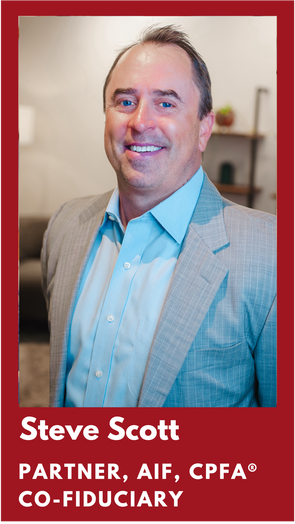 Steve Scott
PARTNER, AIF, CPFA®
CO-FIDUCIARY